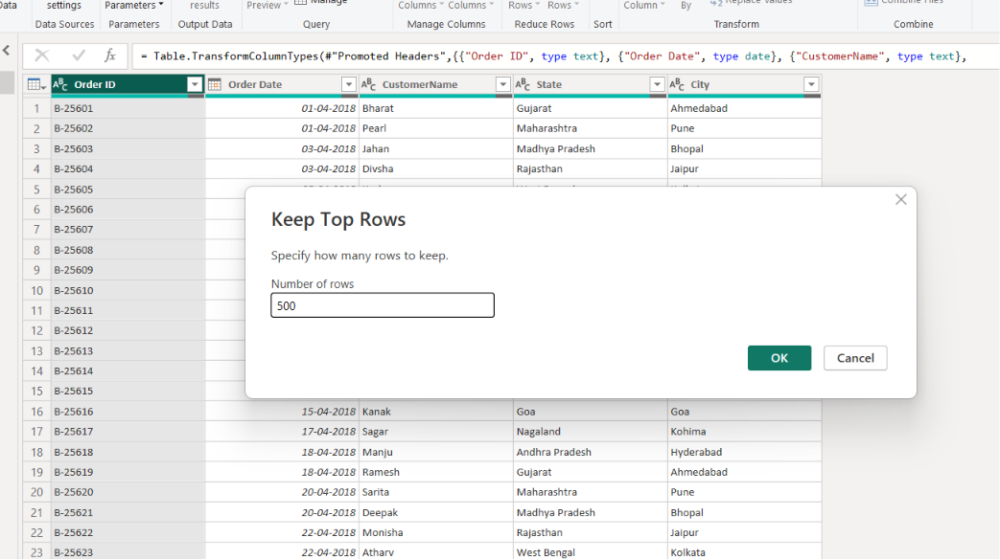 Data settings Parameters results Preview Manage Columns Columns Rows Rows Column By Replace Values Combine Files
Data Sources Parameters Output Data Query Manage Columns Reduce Rows Sort Transform Combine
fx = Table.TransformColumnTypes(#"Promoted Headers",{{"Order ID", type text}, {"Order Date", type date}, {"CustomerName", type text},
ABC Order ID Order Date ABC CustomerName ABC State ABC City
1 B-25601 01-04-2018 Bharat Gujarat Ahmedabad
2 B-25602 01-04-2018 Pearl Maharashtra Pune
3 B-25603 03-04-2018 Jahan Madhya Pradesh Bhopal
4 B-25604 03-04-2018 Divsha Rajasthan Jaipur
5 B-25605
6 B-25606
7 B-25607
8 B-25608
9 B-25609
10 B-25610
11 B-25611
12 B-25612
13 B-25613
14 B-25614
15 B-25615
Keep Top Rows
Specify how many rows to keep.
Number of rows
500
OK Cancel
16 B-25616 15-04-2018 Kanak Goa Goa
17 B-25617 17-04-2018 Sagar Nagaland Kohima
18 B-25618 18-04-2018 Manju Andhra Pradesh Hyderabad
19 B-25619 18-04-2018 Ramesh Gujarat Ahmedabad
20 B-25620 20-04-2018 Sarita Maharashtra Pune
21 B-25621 20-04-2018 Deepak Madhya Pradesh Bhopal
22 B-25622 22-04-2018 Monisha Rajasthan Jaipur
23 B-25623 22-04-2018 Atharv West Bengal Kolkata